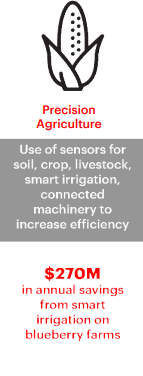 Precision
Agriculture
Use of sensors for
soil, crop, livestock,
smart irrigation,
connected
machinery to
increase efficiency
$270M
in annual savings
from smart
irrigation on
blueberry farms